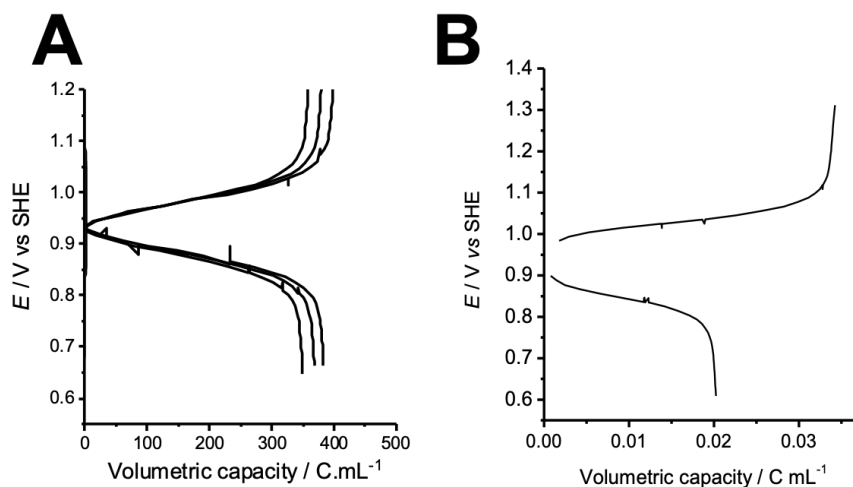 A
1.2
1.1
1.0
0.9
0.8
0.7
0.6
E / V vs SHE
0 100 200 300 400 500
Volumetric capacity / C.mL⁻¹
B
1.4
1.3
1.2
1.1
1.0
0.9
0.8
0.7
0.6
E / V vs SHE
0.00 0.01 0.02 0.03
Volumetric capacity / C mL⁻¹